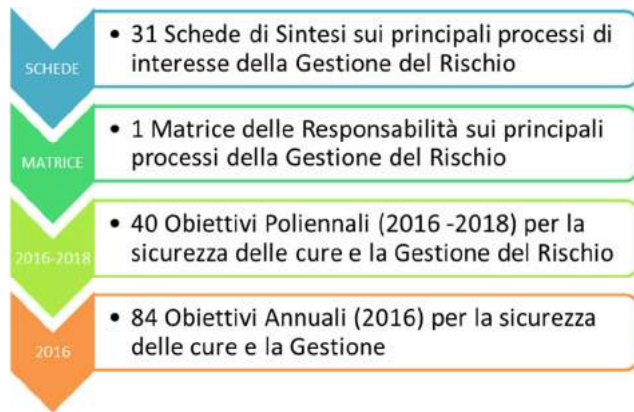 SCHEDE
• 31 Schede di Sintesi sui principali processi di
interesse della Gestione del Rischio
MATRICE
• 1 Matrice delle Responsabilità sui principali
processi della Gestione del Rischio
2016-2018
• 40 Obiettivi Poliennali (2016 -2018) per la
sicurezza delle cure e la Gestione del Rischio
2016
• 84 Obiettivi Annuali (2016) per la sicurezza
delle cure e la Gestione